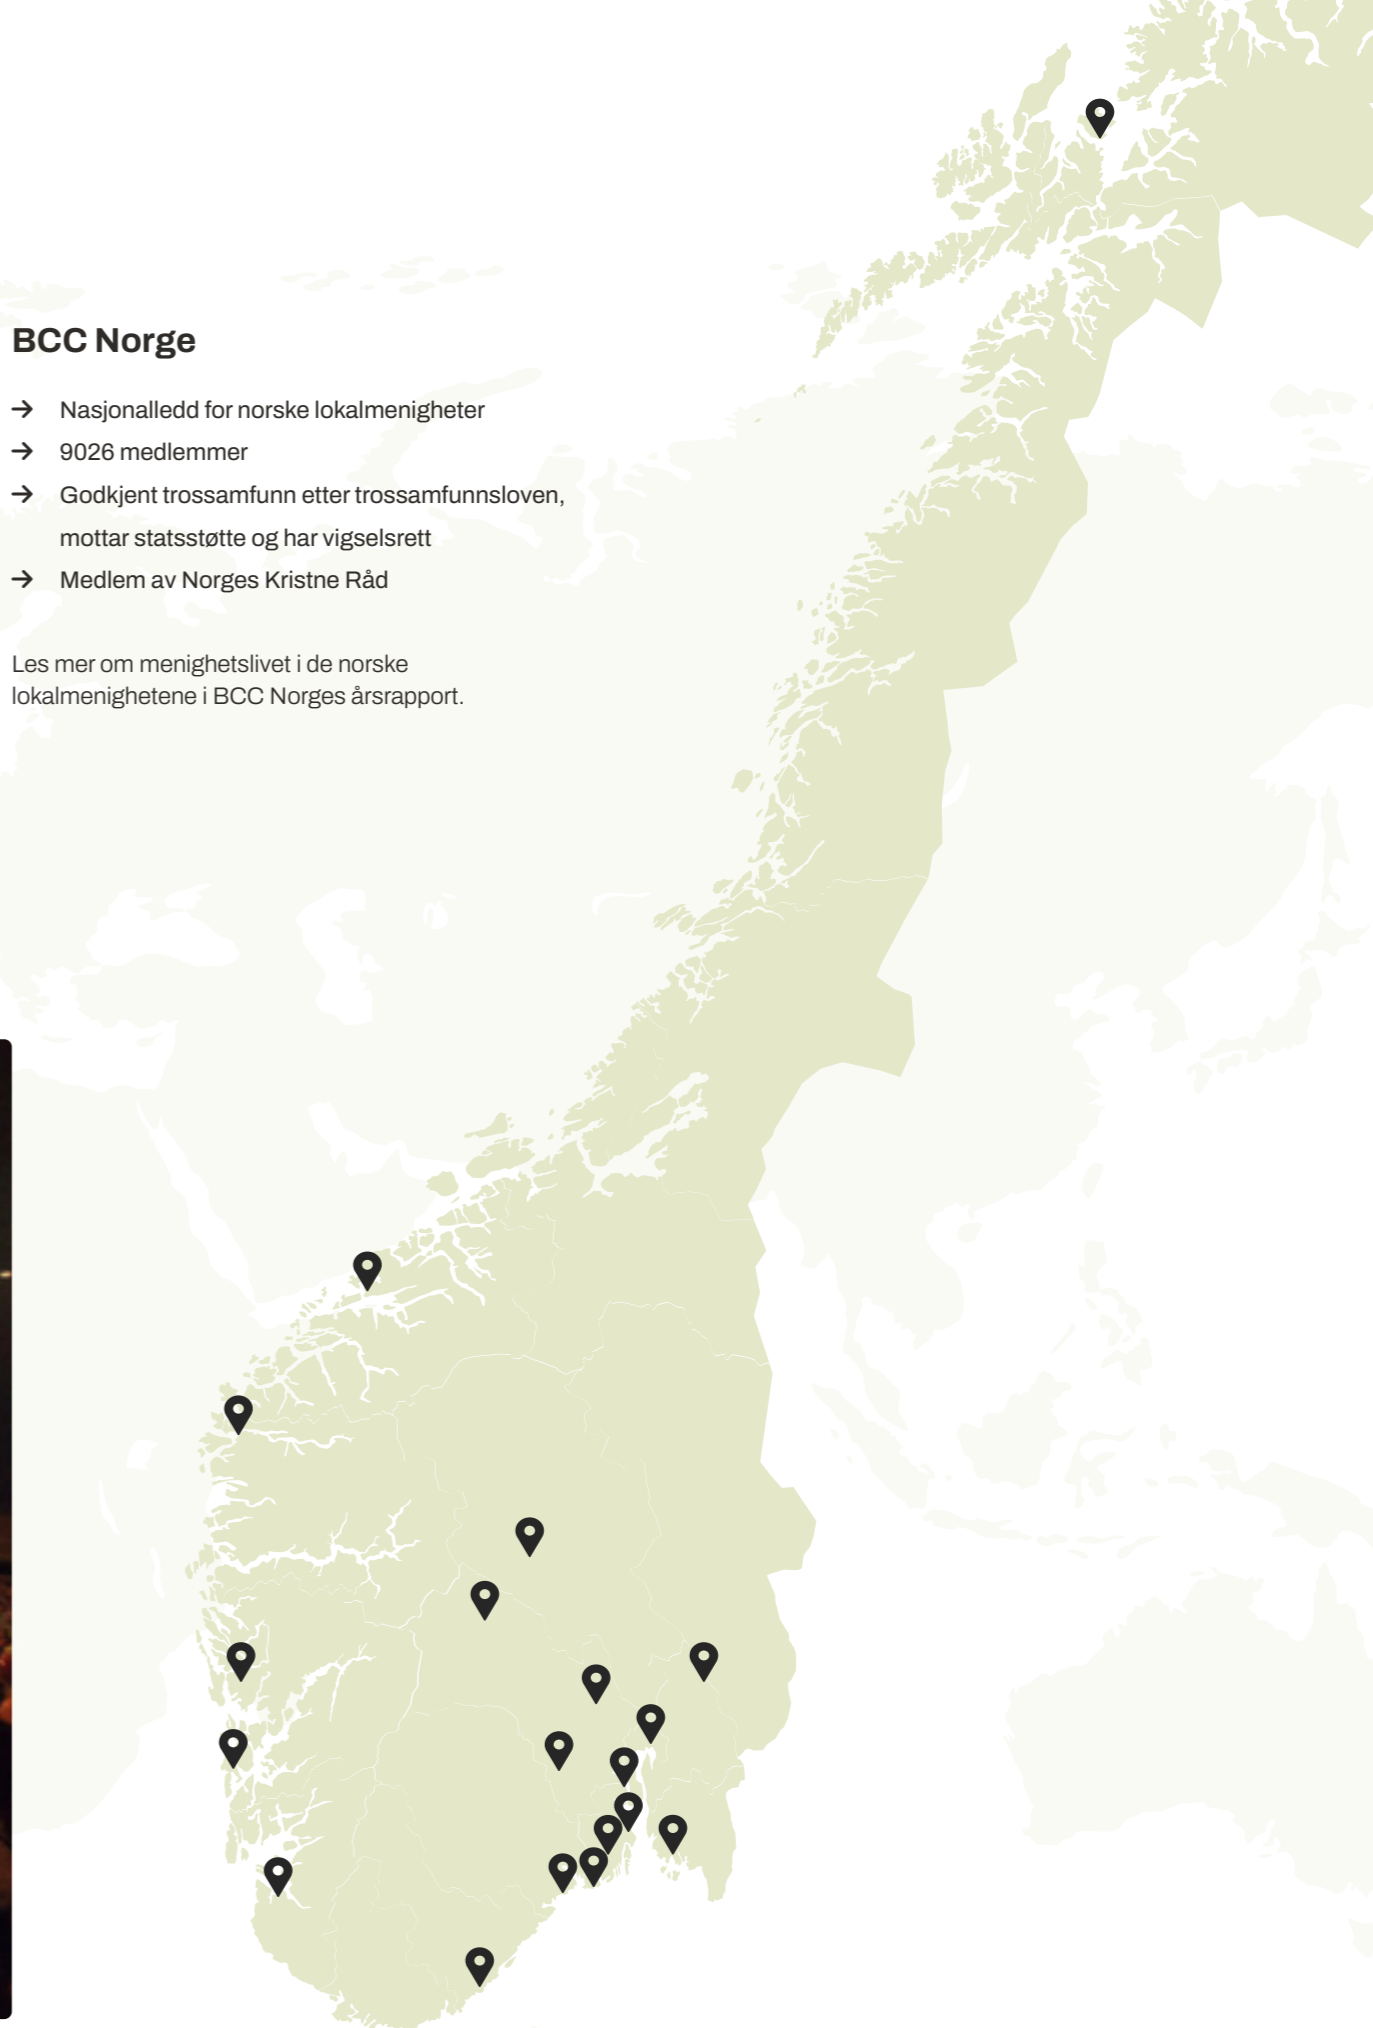 BCC Norge
→ Nasjonalledd for norske lokalmenigheter
→ 9026 medlemmer
→ Godkjent trossamfunn etter trossamfunnsloven,
mottar statsstøtte og har vigselsrett
→ Medlem av Norges Kristne Råd
Les mer om menighetslivet i de norske
lokalmenighetene i BCC Norges årsrapport.